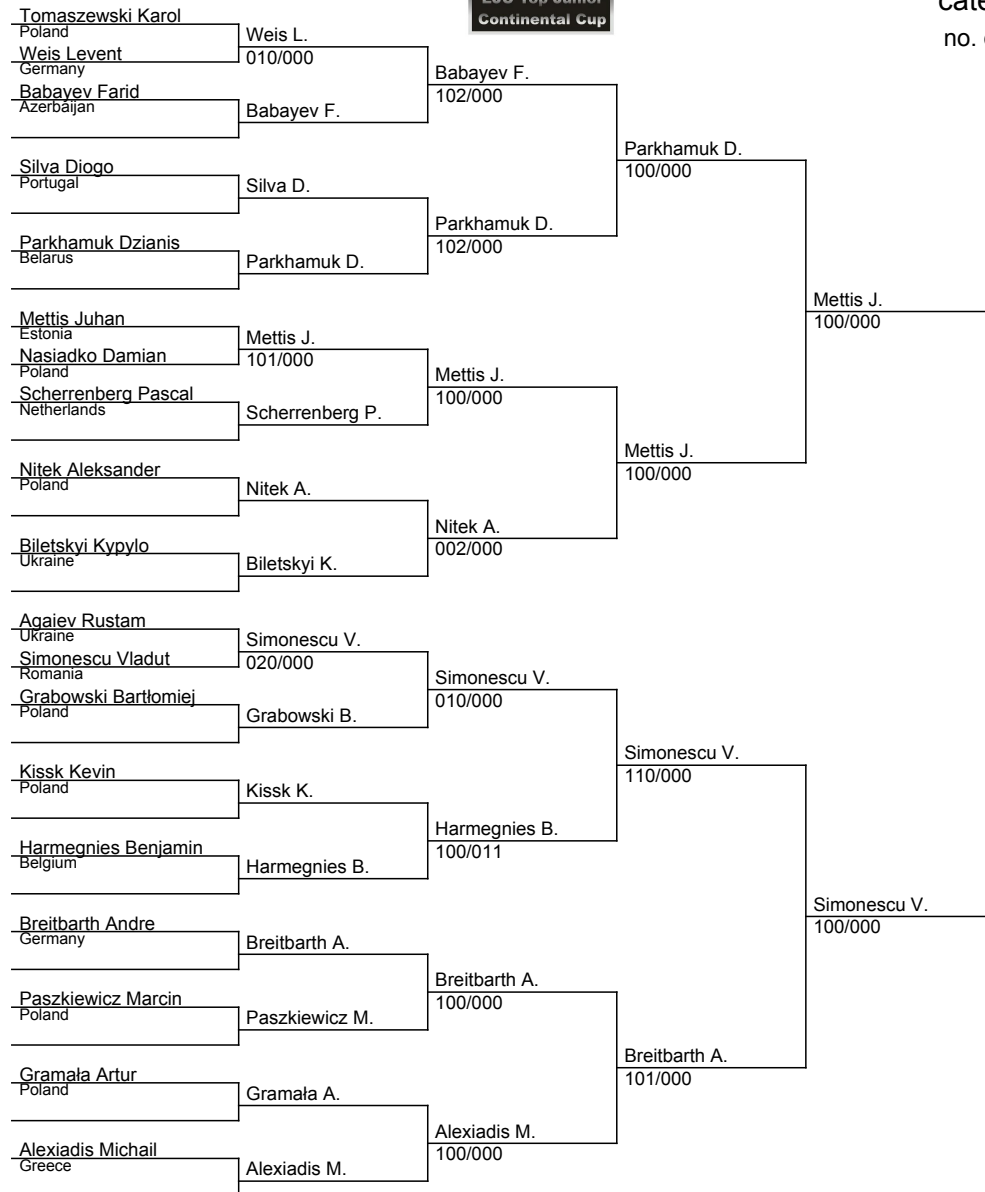 EJU Top Junior
Continental Cup
Tomaszewski Karol
Poland
Weis Levent
Germany
Babayev Farid
Azerbaijan
Silva Diogo
Portugal
Parkhamuk Dzianis
Belarus
Mettis Juhan
Estonia
Nasiadko Damian
Poland
Scherrenberg Pascal
Netherlands
Nitek Aleksander
Poland
Biletskyi Kypylo
Ukraine
Agaiev Rustam
Ukraine
Simonescu Vladut
Romania
Grabowski Bartłomiej
Poland
Kissk Kevin
Poland
Harmegnies Benjamin
Belgium
Breitbarth Andre
Germany
Paszkiewicz Marcin
Poland
Gramała Artur
Poland
Alexiadis Michail
Greece
Weis L.
010/000
Babayev F.
Silva D.
Parkhamuk D.
Mettis J.
101/000
Scherrenberg P.
Nitek A.
Biletskyi K.
Simonescu V.
020/000
Grabowski B.
Kissk K.
Harmegnies B.
Breitbarth A.
Paszkiewicz M.
Gramała A.
Alexiadis M.
Babayev F.
102/000
Parkhamuk D.
102/000
Mettis J.
100/000
Nitek A.
002/000
Simonescu V.
010/000
Harmegnies B.
100/011
Breitbarth A.
100/000
Alexiadis M.
100/000
Parkhamuk D.
100/000
Mettis J.
100/000
Simonescu V.
110/000
Breitbarth A.
101/000
Mettis J.
100/000
Simonescu V.
100/000
no.